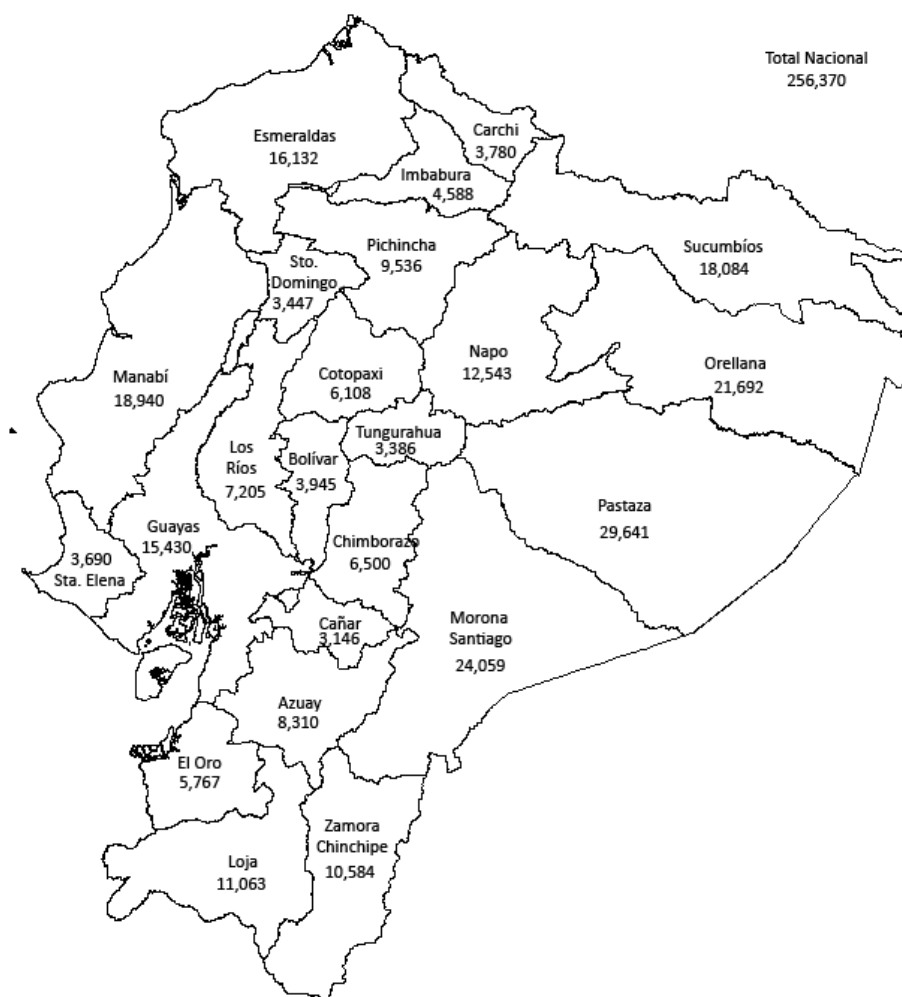 Total Nacional
256,370
Esmeraldas
16,132
Carchi
3,780
Imbabura
4,588
Pichincha
9,536
Sucumbíos
18,084
Sto.
Domingo
3,447
Manabí
18,940
Cotopaxi
6,108
Napo
12,543
Orellana
21,692
Los
Ríos
7,205
Bolívar
3,945
Tungurahua
3,386
Pastaza
29,641
Guayas
15,430
3,690
Sta. Elena
Chimborazo
6,500
Cañar
3,146
Morona
Santiago
24,059
Azuay
8,310
El Oro
5,767
Zamora
Chinchipe
10,584
Loja
11,063